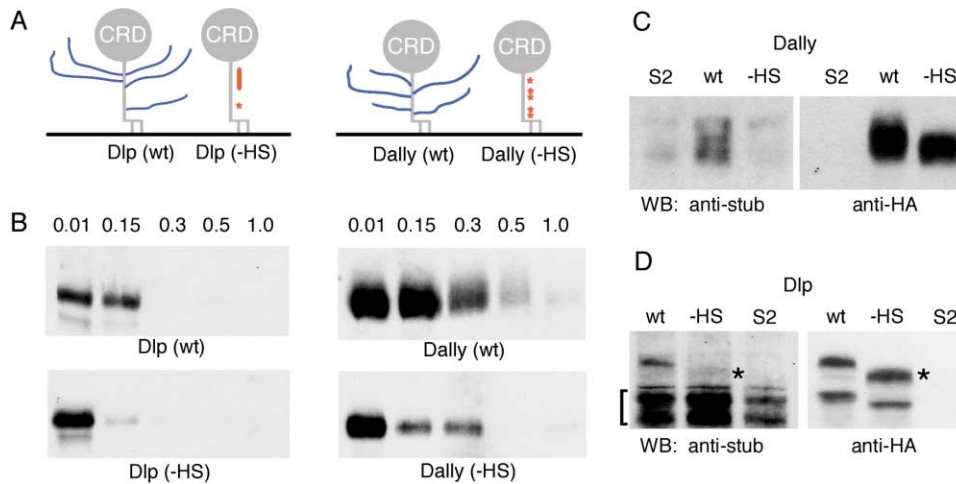 A
CRD CRD
Dlp (wt) Dlp (-HS)
CRD CRD
Dally (wt) Dally (-HS)
B
0.01 0.15 0.3 0.5 1.0
Dlp (wt)
Dlp (-HS)
0.01 0.15 0.3 0.5 1.0
Dally (wt)
Dally (-HS)
C
Dally
S2 wt -HS S2 wt -HS
WB: anti-stub anti-HA
D
Dlp
wt -HS S2 wt -HS S2
* *
WB: anti-stub anti-HA